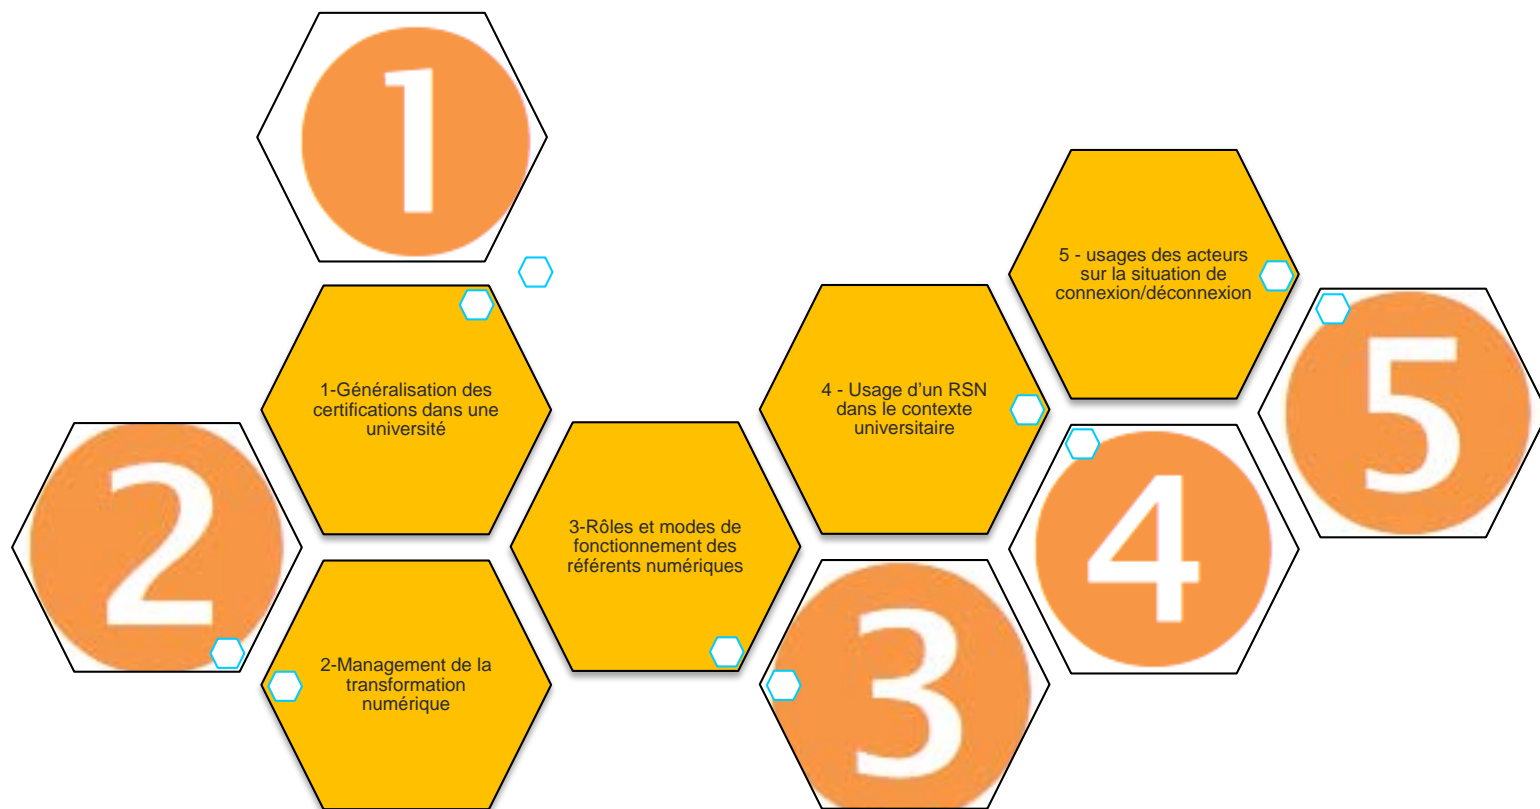 1
1-Généralisation des
certifications dans une
université
2
2-Management de la
transformation
numérique
3-Rôles et modes de
fonctionnement des
référents numériques
3
4 - Usage d'un RSN
dans le contexte
universitaire
4
5 - usages des acteurs
sur la situation de
connexion/déconnexion
5